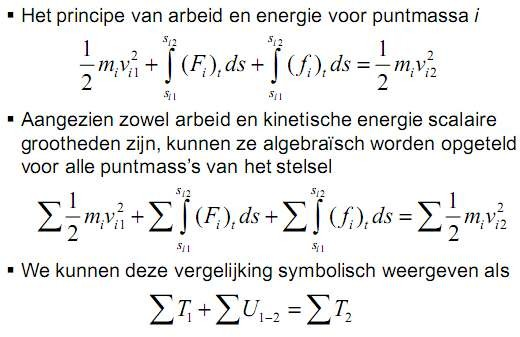 ▪ Het principe van arbeid en energie voor puntmassa i
$\frac{1}{2} m_i v_{i1}^2 + \int_{s_{i1}}^{s_{i2}} (F_i)_t \, ds + \int_{s_{i1}}^{s_{i2}} (f_i)_t \, ds = \frac{1}{2} m_i v_{i2}^2$
▪ Aangezien zowel arbeid en kinetische energie scalaire
grootheden zijn, kunnen ze algebraïsch worden opgeteld
voor alle puntmass's van het stelsel
$\sum \frac{1}{2} m_i v_{i1}^2 + \sum \int_{s_{i1}}^{s_{i2}} (F_i)_t \, ds + \sum \int_{s_{i1}}^{s_{i2}} (f_i)_t \, ds = \sum \frac{1}{2} m_i v_{i2}^2$
▪ We kunnen deze vergelijking symbolisch weergeven als
$\sum T_1 + \sum U_{1-2} = \sum T_2$